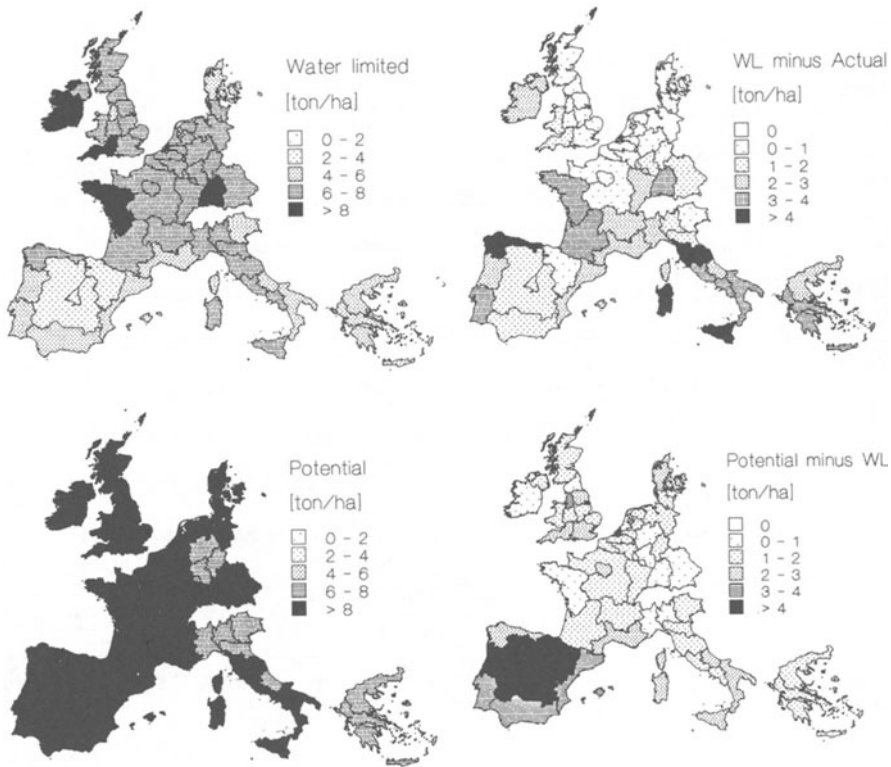 Water limited
[ton/ha]
0 - 2
2 - 4
4 - 6
6 - 8
> 8
WL minus Actual
[ton/ha]
0
0 - 1
1 - 2
2 - 3
3 - 4
> 4
Potential
[ton/ha]
0 - 2
2 - 4
4 - 6
6 - 8
> 8
Potential minus WL
[ton/ha]
0
0 - 1
1 - 2
2 - 3
3 - 4
> 4